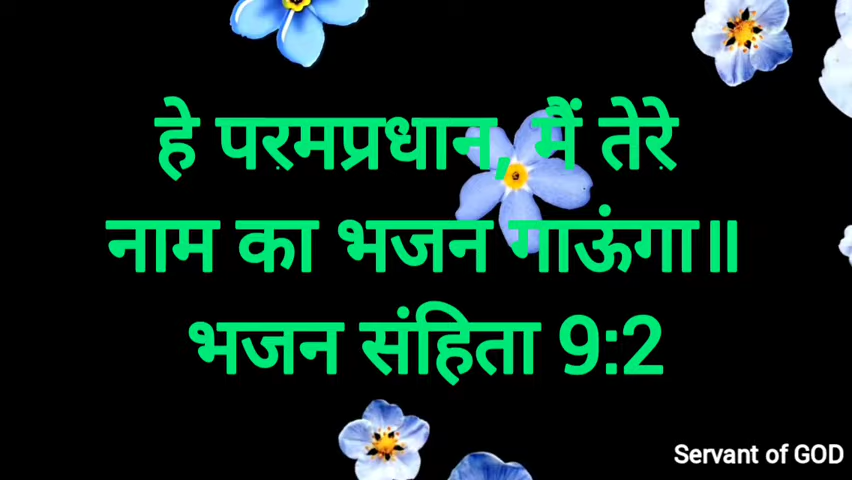 हे परमप्रधान, मैं तेरे
नाम का भजन गाऊंगा॥
भजन संहिता 9:2
Servant of GOD